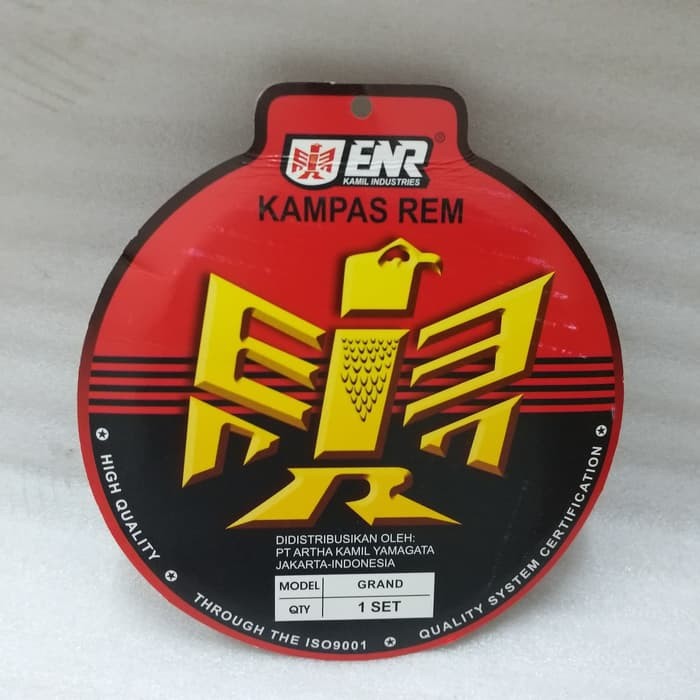 ENR®
KAMIL INDUSTRIES
KAMPAS REM
DIDISTRIBUSIKAN OLEH:
PT ARTHA KAMIL YAMAGATA
JAKARTA-INDONESIA
MODEL GRAND
QTY 1 SET
HIGH QUALITY THROUGH THE ISO9001 QUALITY SYSTEM CERTIFICATION